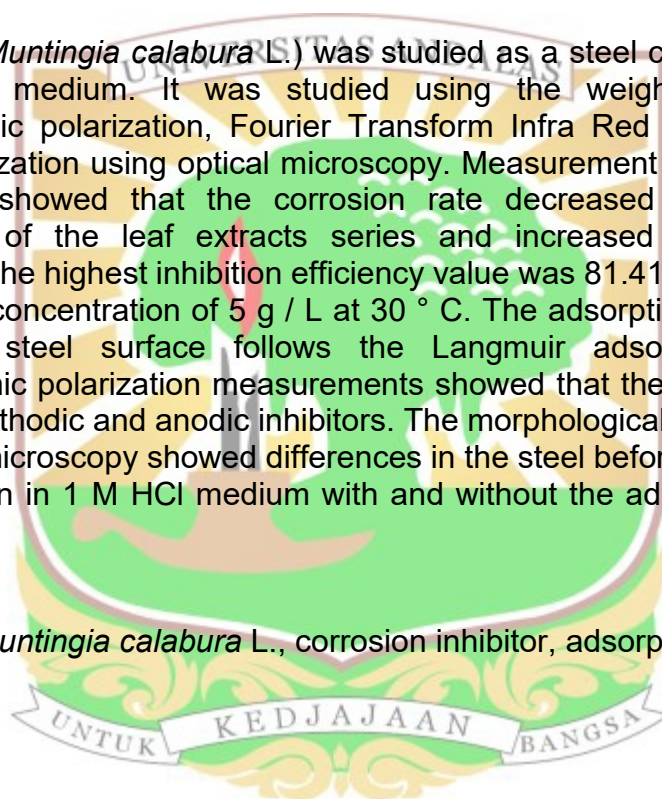 Muntingia calabura L.) was studied as a steel c
UNIVERSITAS ANDALAS
medium. It was studied using the weigh
ic polarization, Fourier Transform Infra Red
zation using optical microscopy. Measurement
showed that the corrosion rate decreased
of the leaf extracts series and increased
he highest inhibition efficiency value was 81.41
concentration of 5 g / L at 30 ° C. The adsorpti
steel surface follows the Langmuir adso
nic polarization measurements showed that the
thodic and anodic inhibitors. The morphological
microscopy showed differences in the steel before
n in 1 M HCl medium with and without the ad
untingia calabura L., corrosion inhibitor, adsorp
UNTUK KEDJAJAAN BANGSA